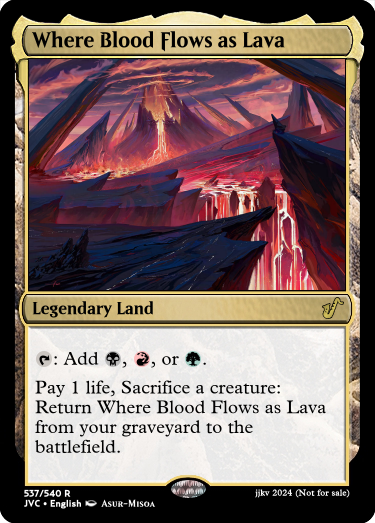 Where Blood Flows as Lava
Legendary Land
: Add , , or .
Pay 1 life, Sacrifice a creature:
Return Where Blood Flows as Lava
from your graveyard to the
battlefield.
537/540 R
jjkv 2024 (Not for sale)
JVC • English Asur-Misoa